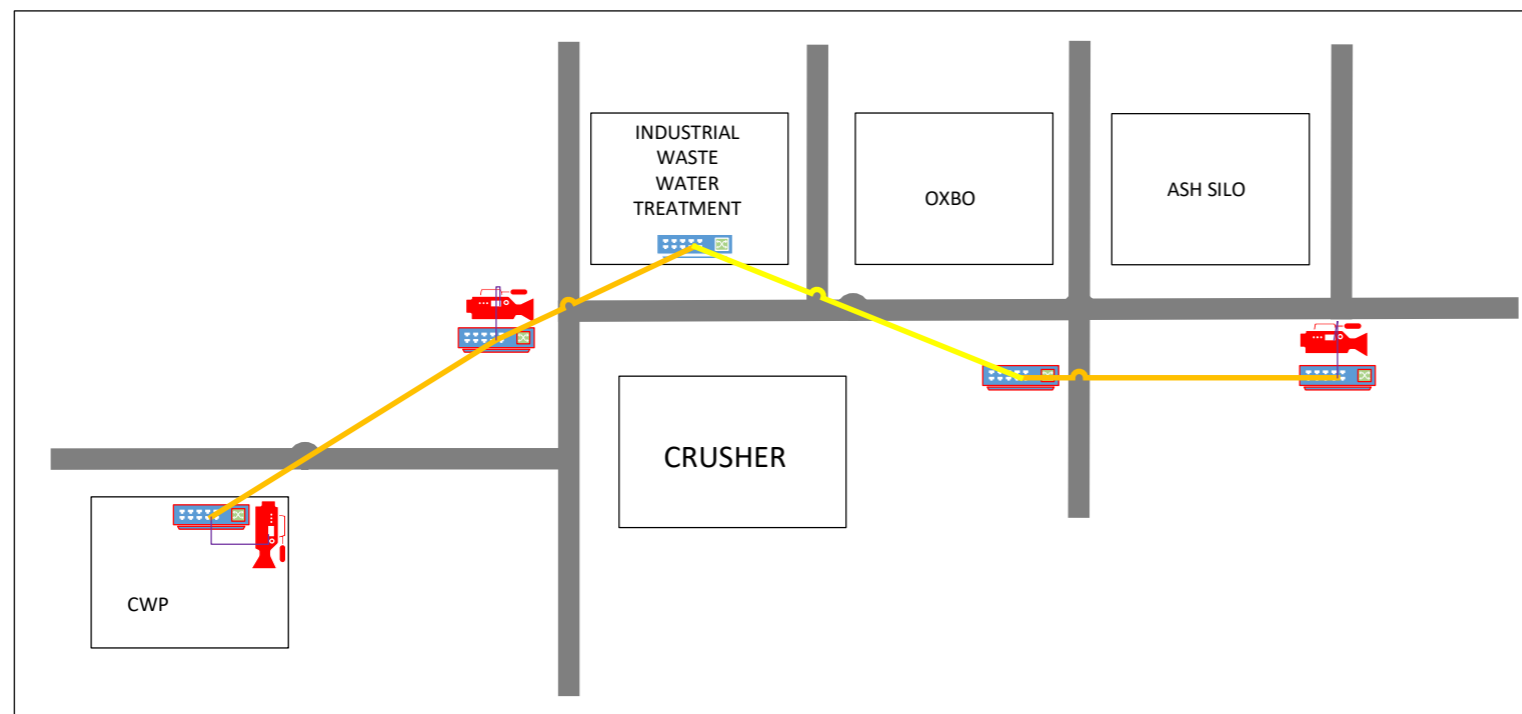 INDUSTRIAL
WASTE
WATER
TREATMENT
OXBO
ASH SILO
CRUSHER
CWP